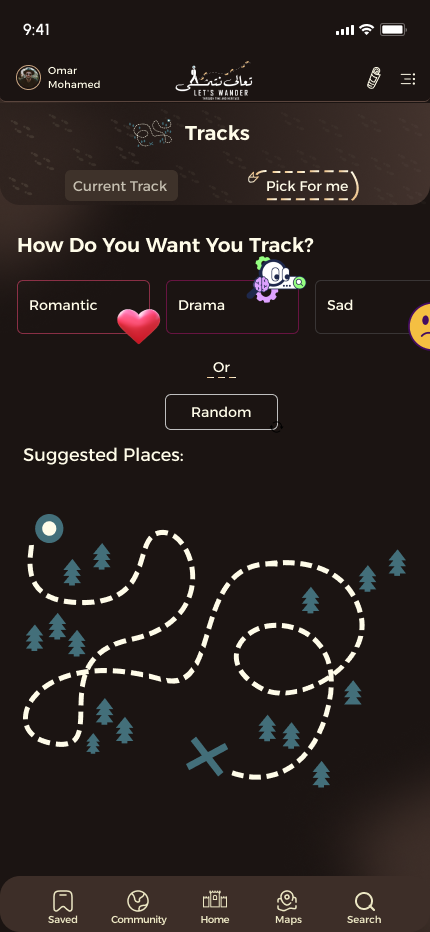 9:41
Omar
Mohamed
تعالى نتمشى
LET'S WANDER
Tracks
Current Track
Pick For me
How Do You Want You Track?
Romantic
Drama
Sad
Or
Random
Suggested Places:
Saved
Community
Home
Maps
Search